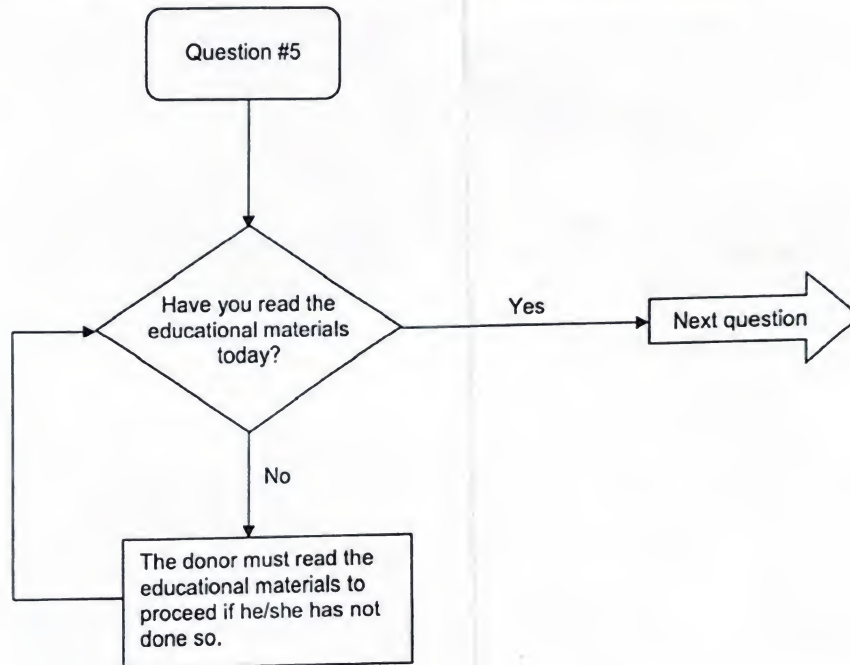 Question #5
Have you read the
educational materials
today?
Yes
Next question
No
The donor must read the
educational materials to
proceed if he/she has not
done so.